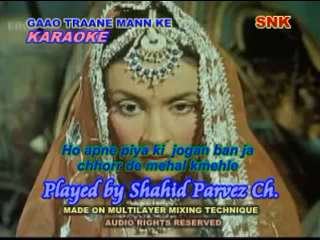 GAAO TRAANE MANN KE
SNK
KARAOKE
Ho apne piya ki jogan ban ja
chhorr de mehal kmehle
Played by Shahid Parvez Ch.
MADE ON MULTILAYER MIXING TECHNIQUE
AUDIO RIGHTS RESERVED